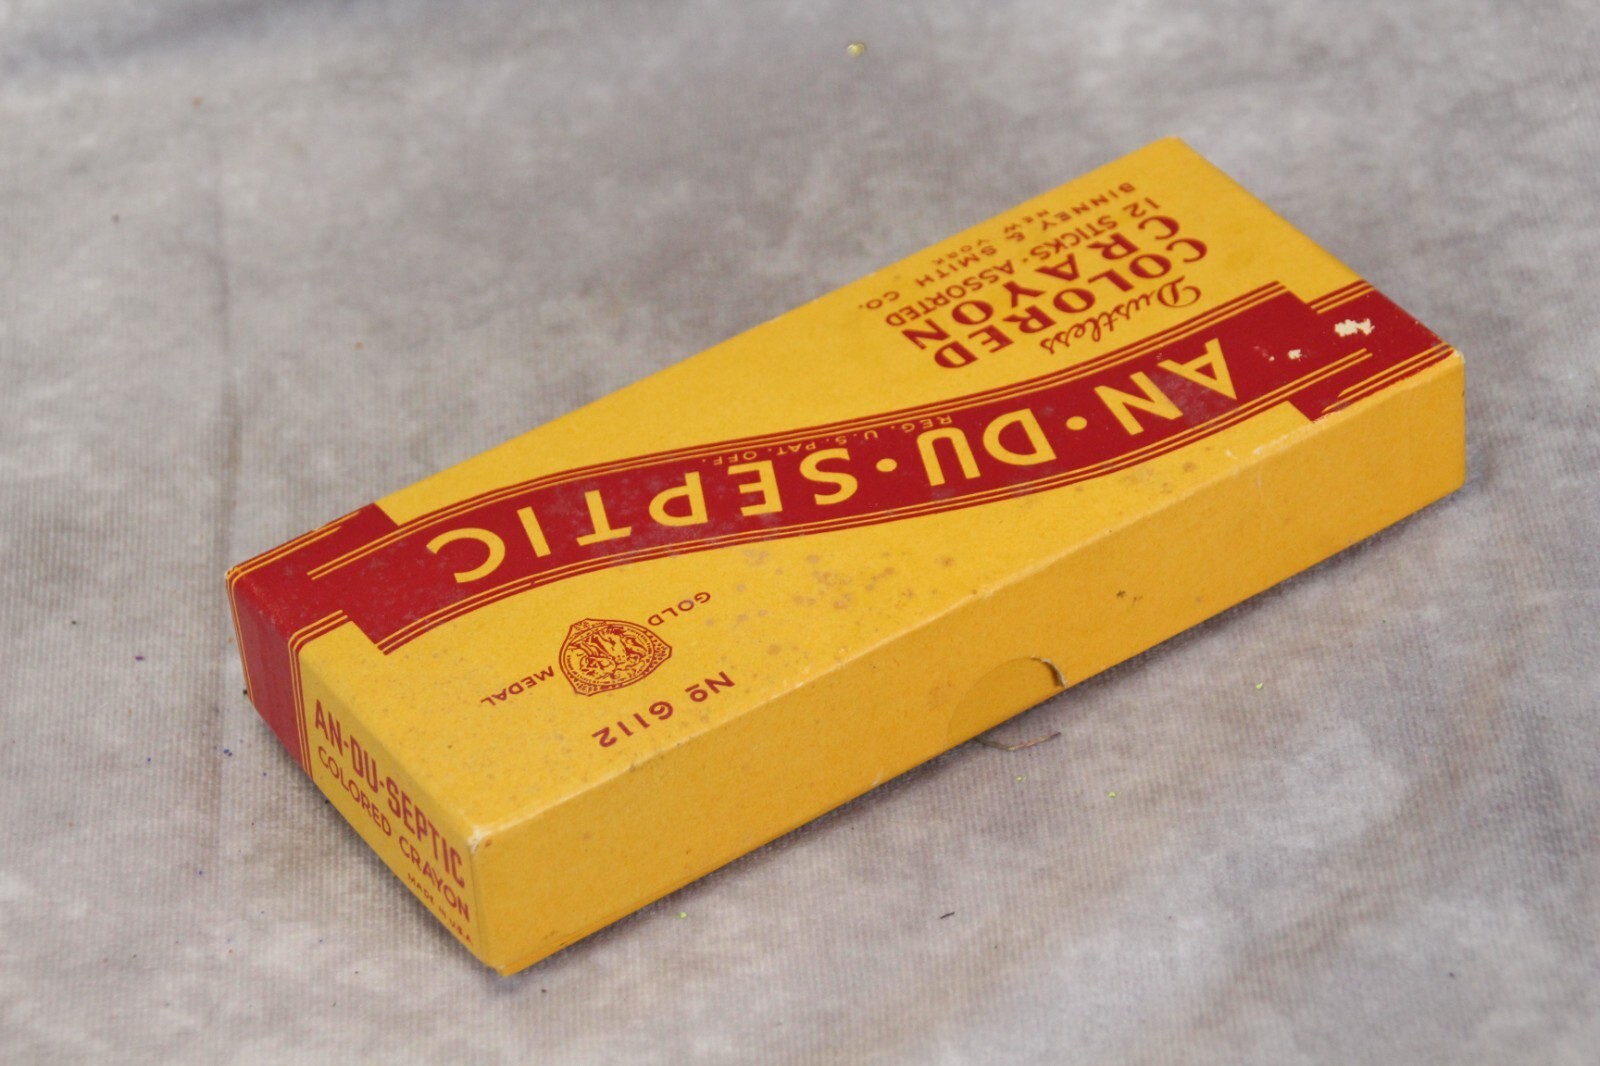 Nº 6112
GOLD MEDAL
AN·DU·SEPTIC
REG. U.S. PAT. OFF.
Dustless
COLORED
CRAYON
12 STICKS·ASSORTED
BINNEY & SMITH CO.
NEW YORK
AN·DU·SEPTIC
COLORED CRAYON
MADE IN U.S.A.